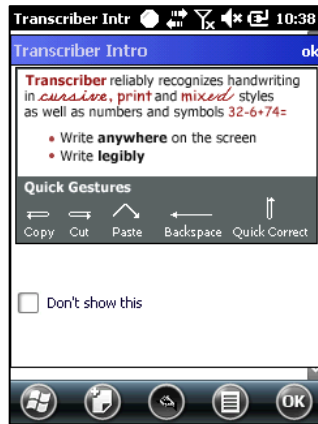 Transcriber Intr 10:38
Transcriber Intro ok
Transcriber reliably recognizes handwriting
in cursive, print and mixed styles
as well as numbers and symbols 32-6+74=
• Write anywhere on the screen
• Write legibly
Quick Gestures
Copy Cut Paste Backspace Quick Correct
Don't show this
OK